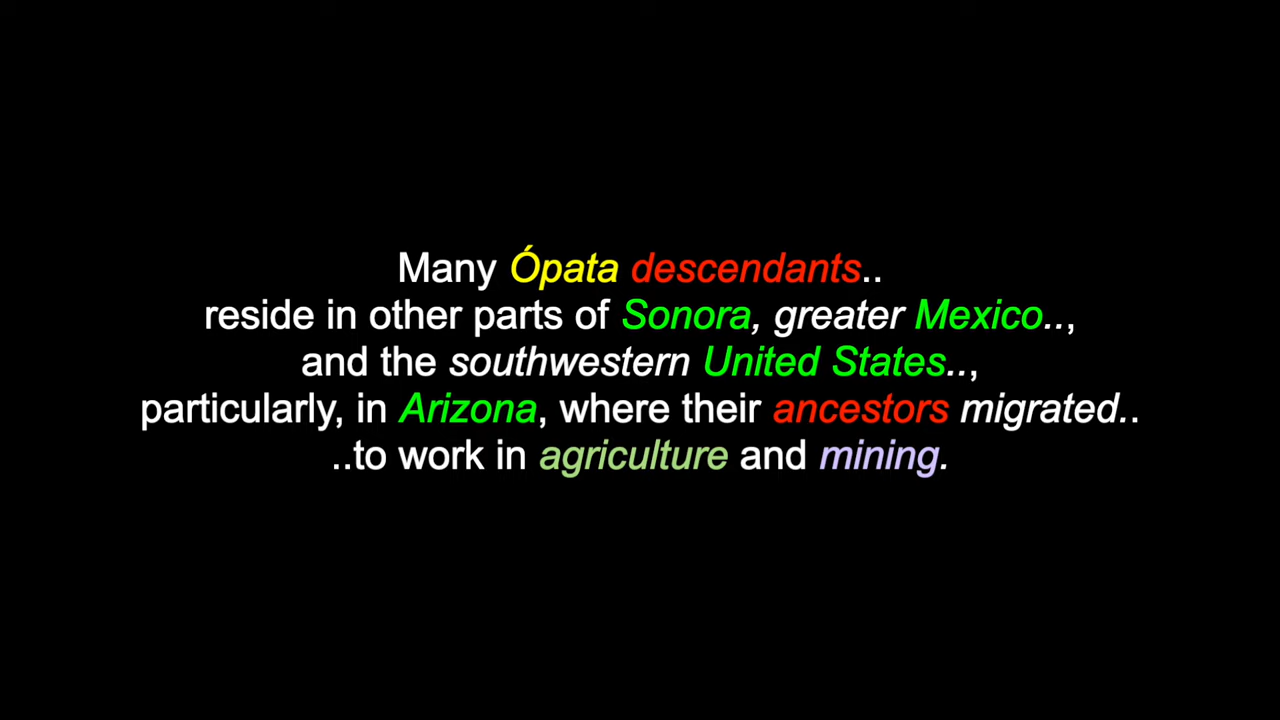 Many Ópata descendants..
reside in other parts of Sonora, greater Mexico..,
and the southwestern United States..,
particularly, in Arizona, where their ancestors migrated..
..to work in agriculture and mining.